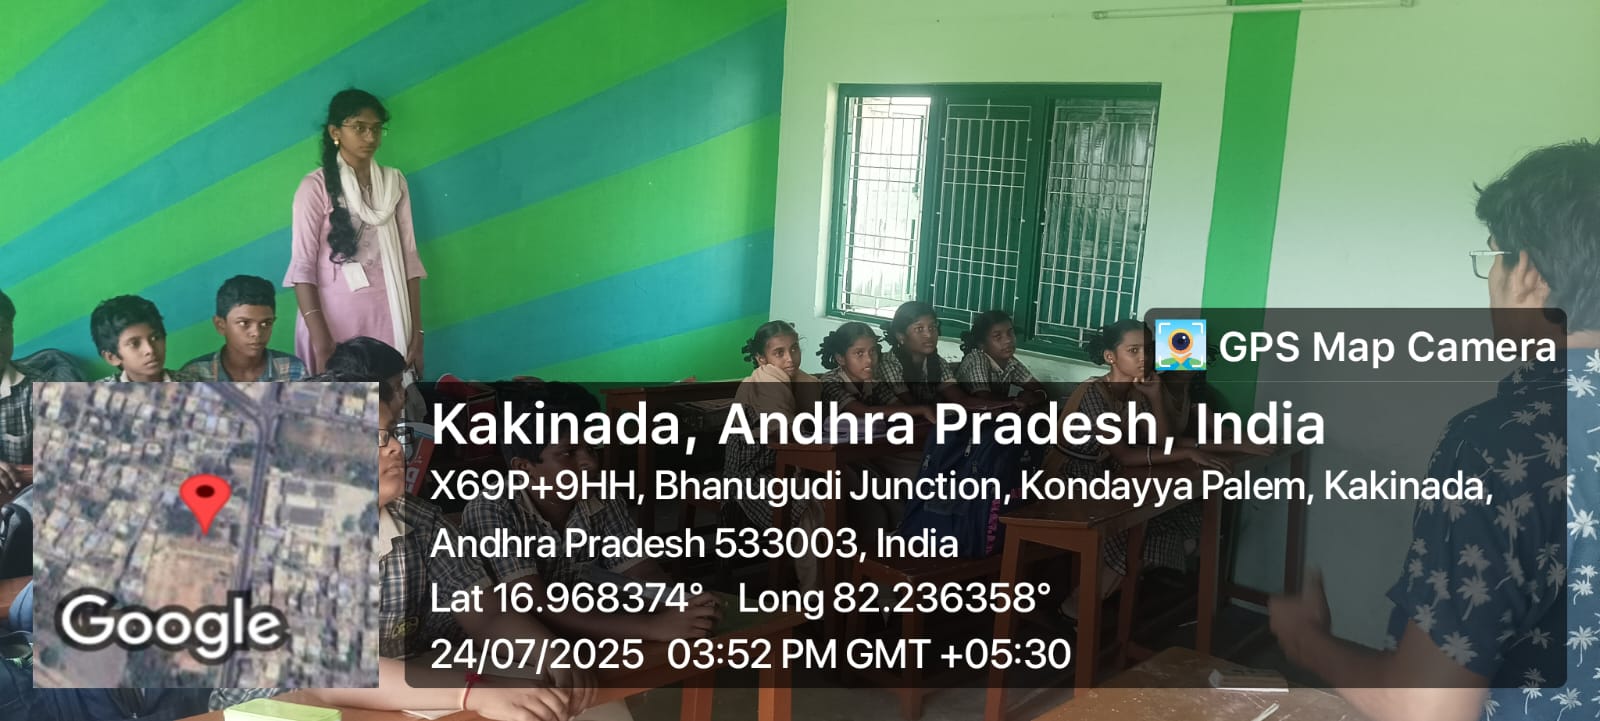 GPS Map Camera
Kakinada, Andhra Pradesh, India
X69P+9HH, Bhanugudi Junction, Kondayya Palem, Kakinada,
Andhra Pradesh 533003, India
Lat 16.968374° Long 82.236358°
24/07/2025 03:52 PM GMT +05:30
Google